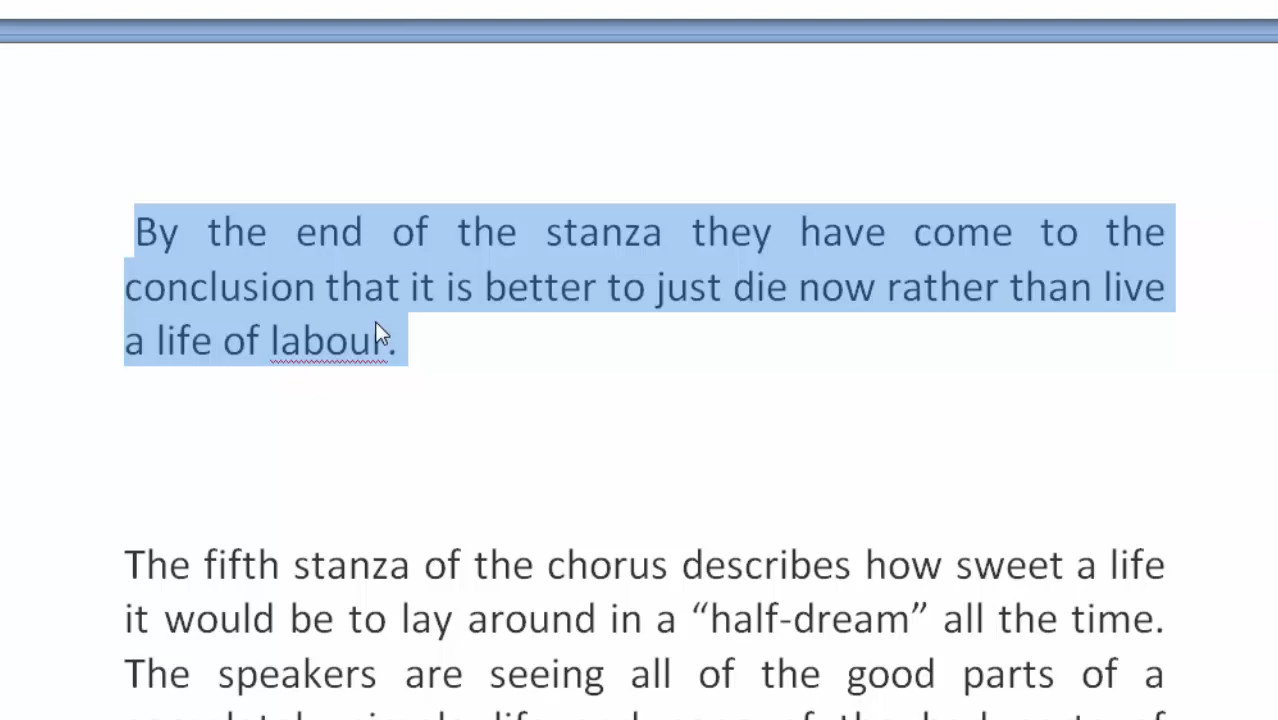 By the end of the stanza they have come to the
conclusion that it is better to just die now rather than live
a life of labour.
The fifth stanza of the chorus describes how sweet a life
it would be to lay around in a “half-dream” all the time.
The speakers are seeing all of the good parts of a